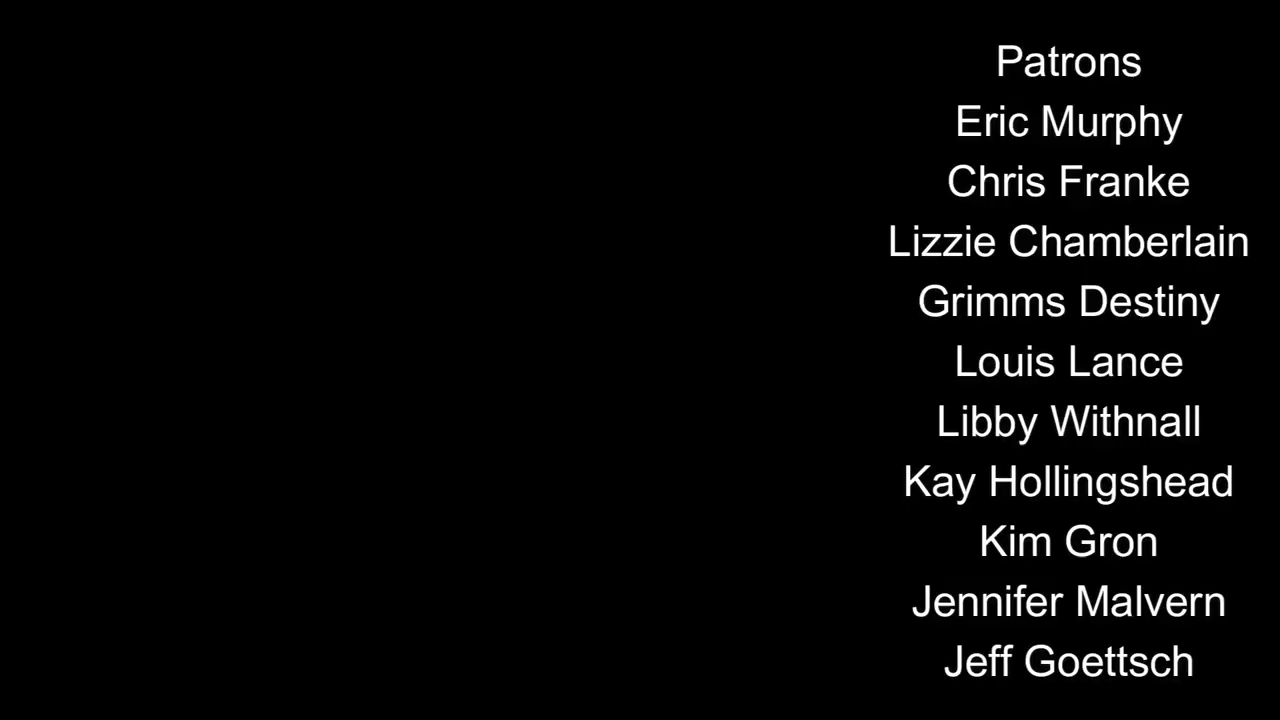 Patrons
Eric Murphy
Chris Franke
Lizzie Chamberlain
Grimms Destiny
Louis Lance
Libby Withnall
Kay Hollingshead
Kim Gron
Jennifer Malvern
Jeff Goettsch